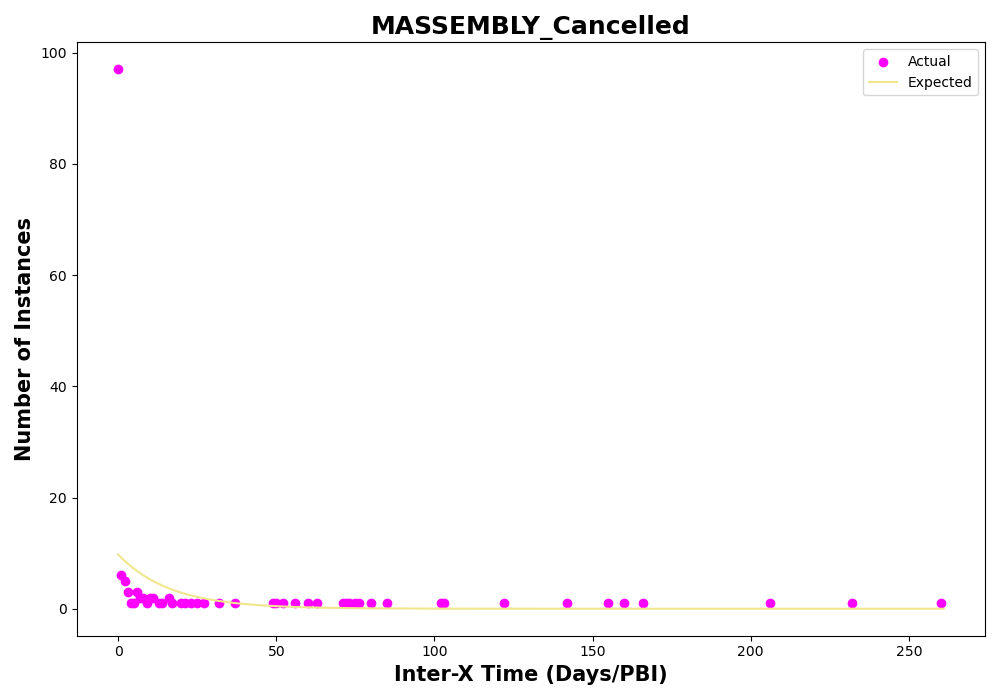 MASSEMBLY_Cancelled
100
80
60
40
20
0
Number of Instances
Actual
Expected
0 50 100 150 200 250
Inter-X Time (Days/PBI)